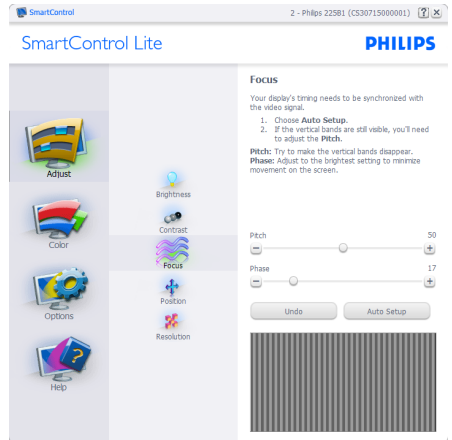 SmartControl
2 - Philips 225B1 (CS30715000001)
SmartControl Lite
PHILIPS
Adjust
Color
Options
Help
Brightness
Contrast
Focus
Position
Resolution
Focus
Your display's timing needs to be synchronized with
the video signal.
1. Choose Auto Setup.
2. If the vertical bands are still visible, you'll need
to adjust the Pitch.
Pitch: Try to make the vertical bands disappear.
Phase: Adjust to the brightest setting to minimize
movement on the screen.
Pitch 50
Phase 17
Undo Auto Setup